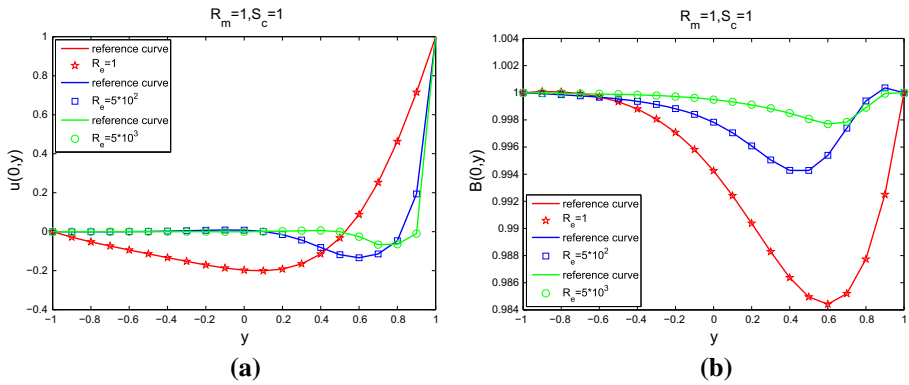 R_m=1,S_c=1
u(0,y)
1
0.8
0.6
0.4
0.2
0
−0.2
−0.4
reference curve
R_e=1
reference curve
R_e=5*10^2
reference curve
R_e=5*10^3
−1 −0.8 −0.6 −0.4 −0.2 0 0.2 0.4 0.6 0.8 1
y
(a)
R_m=1,S_c=1
B(0,y)
1.004
1.002
1
0.998
0.996
0.994
0.992
0.99
0.988
0.986
0.984
reference curve
R_e=1
reference curve
R_e=5*10^2
reference curve
R_e=5*10^3
−1 −0.8 −0.6 −0.4 −0.2 0 0.2 0.4 0.6 0.8 1
y
(b)